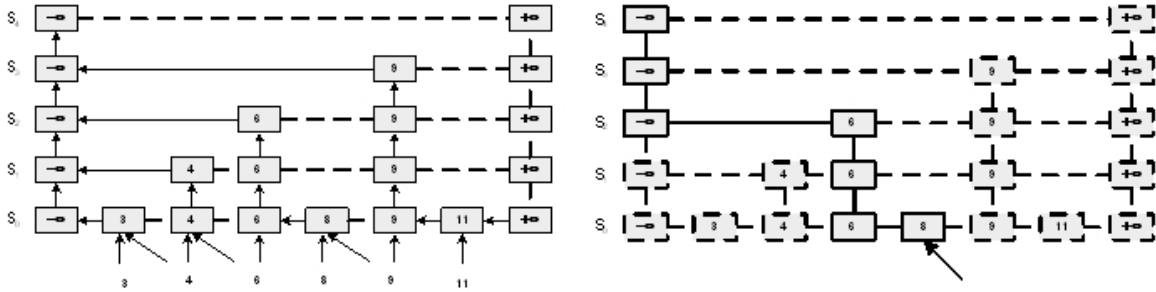 S₄ -∞ +∞
S₃ -∞ 9 +∞
S₂ -∞ 6 9 +∞
S₁ -∞ 4 6 9 +∞
S₀ -∞ 3 4 6 8 9 11 +∞
3 4 6 8 9 11
S₄ -∞ +∞
S₃ -∞ 9 +∞
S₂ -∞ 6 9 +∞
S₁ -∞ 4 6 9 +∞
S₀ -∞ 3 4 6 8 9 11 +∞